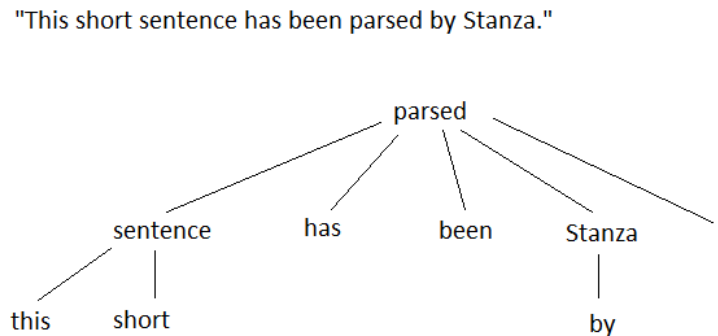 "This short sentence has been parsed by Stanza."
parsed
sentence has been Stanza
this short by